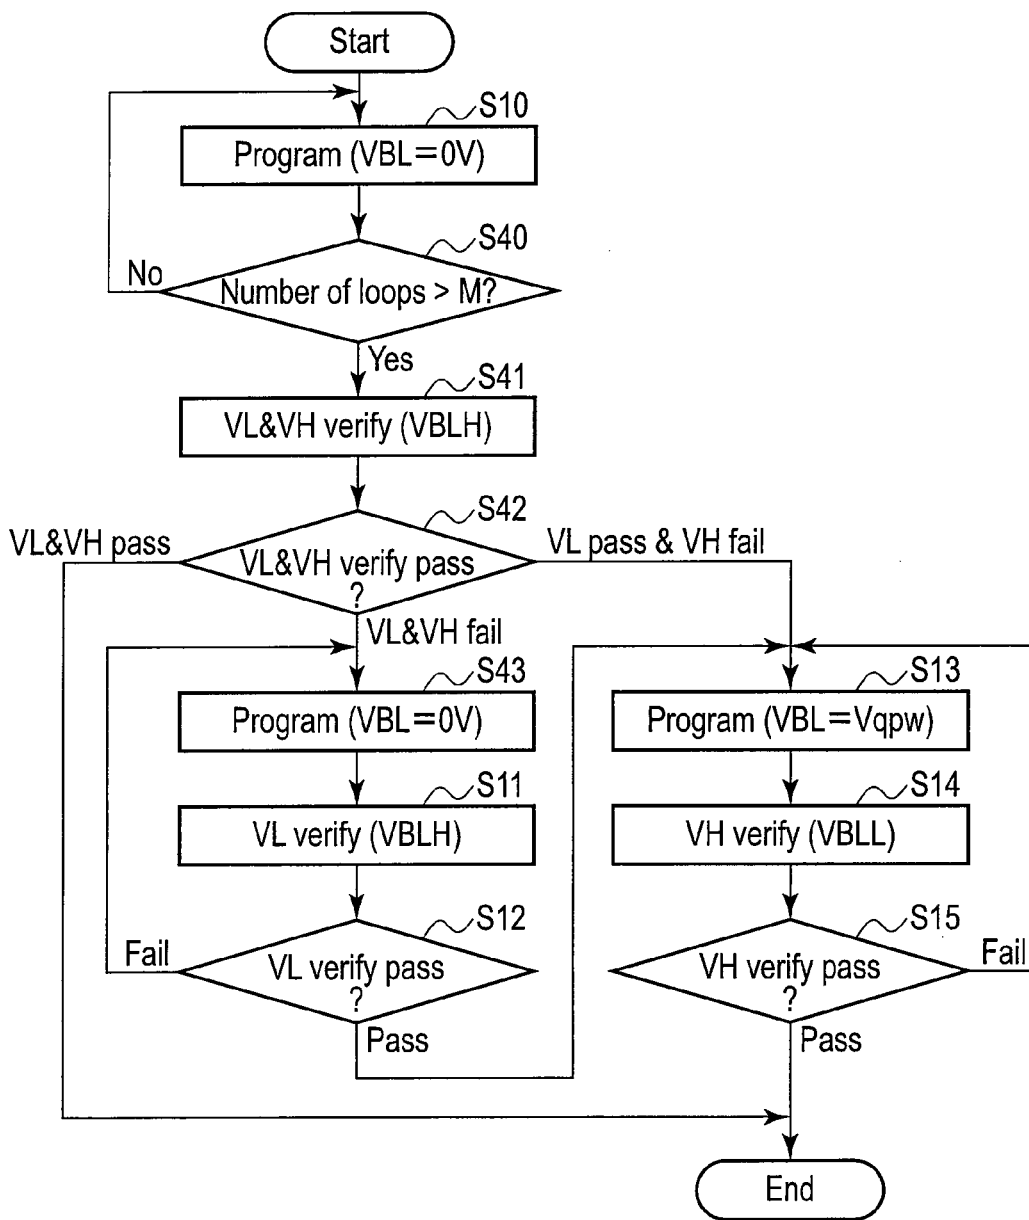 Start
S10
Program (VBL=0V)
S40
No
Number of loops > M?
Yes
S41
VL&VH verify (VBLH)
S42
VL&VH pass
VL pass & VH fail
VL&VH verify pass
?
VL&VH fail
S43
Program (VBL=0V)
S13
Program (VBL=Vqpw)
S11
VL verify (VBLH)
S14
VH verify (VBLL)
S12
Fail
VL verify pass
?
Pass
S15
Fail
VH verify pass
?
Pass
End